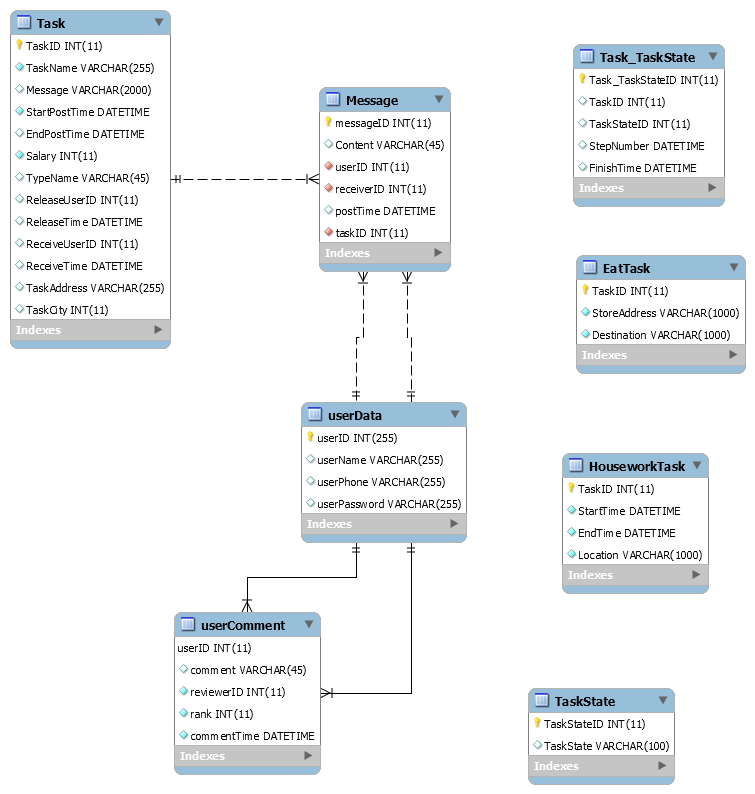 Task
TaskID INT(11)
TaskName VARCHAR(255)
Message VARCHAR(2000)
StartPostTime DATETIME
EndPostTime DATETIME
Salary INT(11)
TypeName VARCHAR(45)
ReleaseUserID INT(11)
ReleaseTime DATETIME
ReceiveUserID INT(11)
ReceiveTime DATETIME
TaskAddress VARCHAR(255)
TaskCity INT(11)
Indexes
Message
messageID INT(11)
Content VARCHAR(45)
userID INT(11)
receiverID INT(11)
postTime DATETIME
taskID INT(11)
Indexes
Task_TaskState
Task_TaskStateID INT(11)
TaskID INT(11)
TaskStateID INT(11)
StepNumber DATETIME
FinishTime DATETIME
Indexes
EatTask
TaskID INT(11)
StoreAddress VARCHAR(1000)
Destination VARCHAR(1000)
Indexes
userData
userID INT(255)
userName VARCHAR(255)
userPhone VARCHAR(255)
userPassword VARCHAR(255)
Indexes
HouseworkTask
TaskID INT(11)
StartTime DATETIME
EndTime DATETIME
Location VARCHAR(1000)
Indexes
userComment
userID INT(11)
comment VARCHAR(45)
reviewerID INT(11)
rank INT(11)
commentTime DATETIME
Indexes
TaskState
TaskStateID INT(11)
TaskState VARCHAR(100)
Indexes